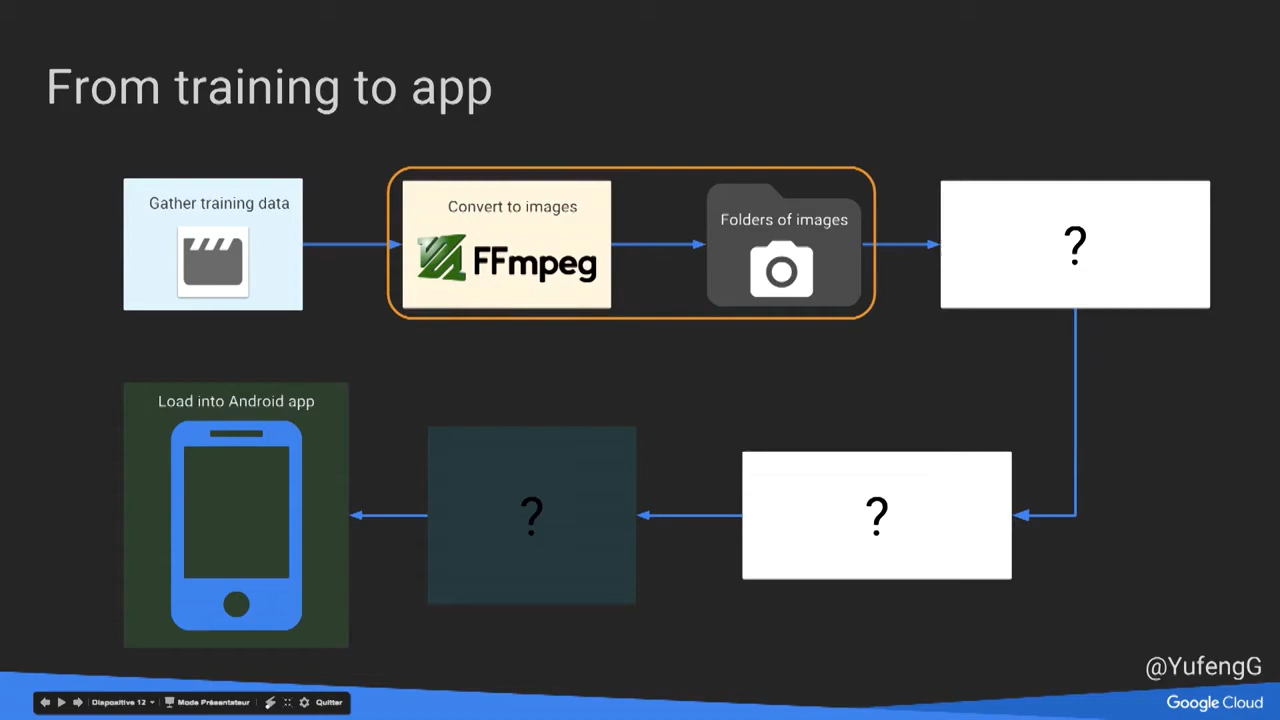 From training to app
Gather training data
Convert to images
FFmpeg
Folders of images
?
Load into Android app
?
?
@YufengG
Google Cloud
Diapositive 12
Mode Présentateur
Quitter